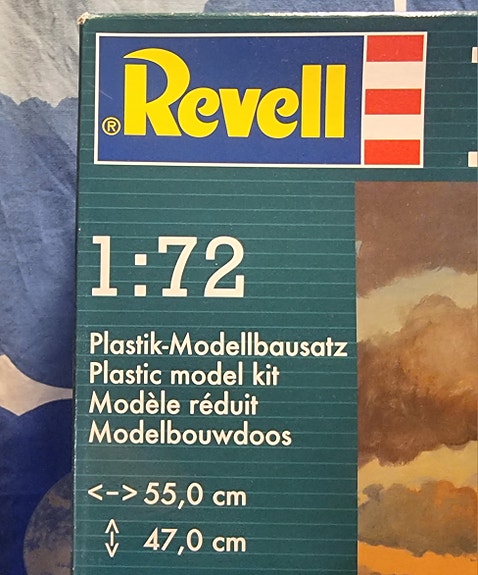 ® Revell
1:72
Plastik-Modellbausatz
Plastic model kit
Modèle réduit
Modelbouwdoos
<-> 55,0 cm
↕ 47,0 cm